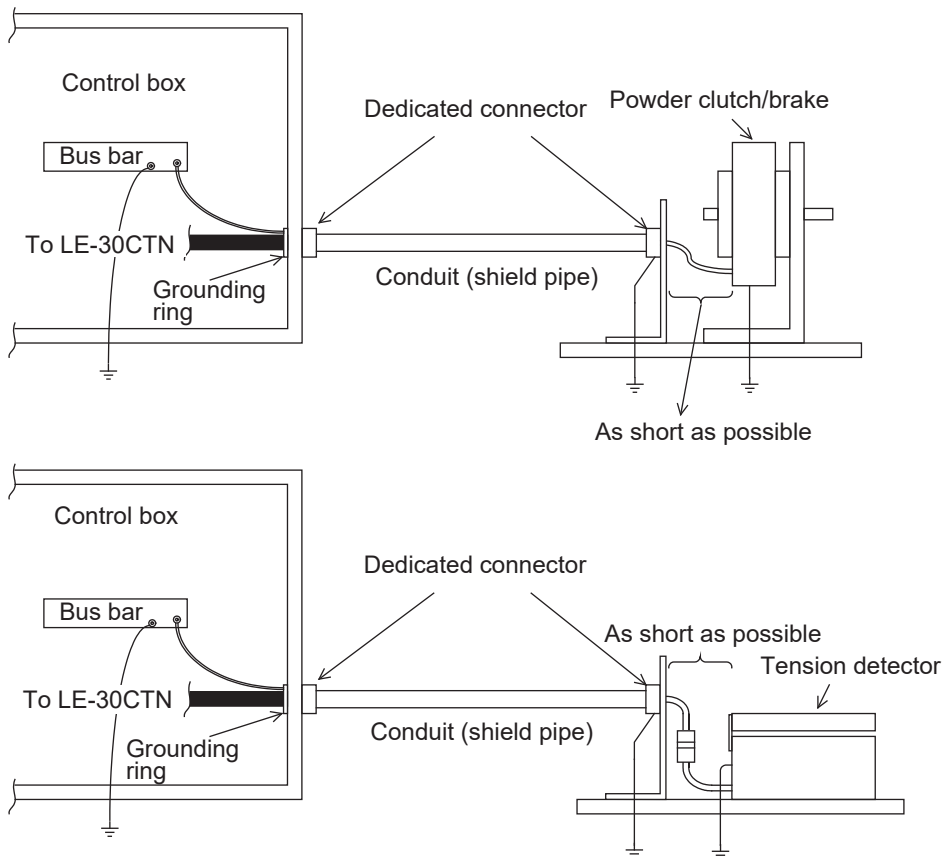 Control box
Powder clutch/brake
Dedicated connector
Bus bar
To LE-30CTN
Grounding
ring
Conduit (shield pipe)
As short as possible
Control box
Dedicated connector
Bus bar
As short as possible
Tension detector
To LE-30CTN
Grounding
ring
Conduit (shield pipe)